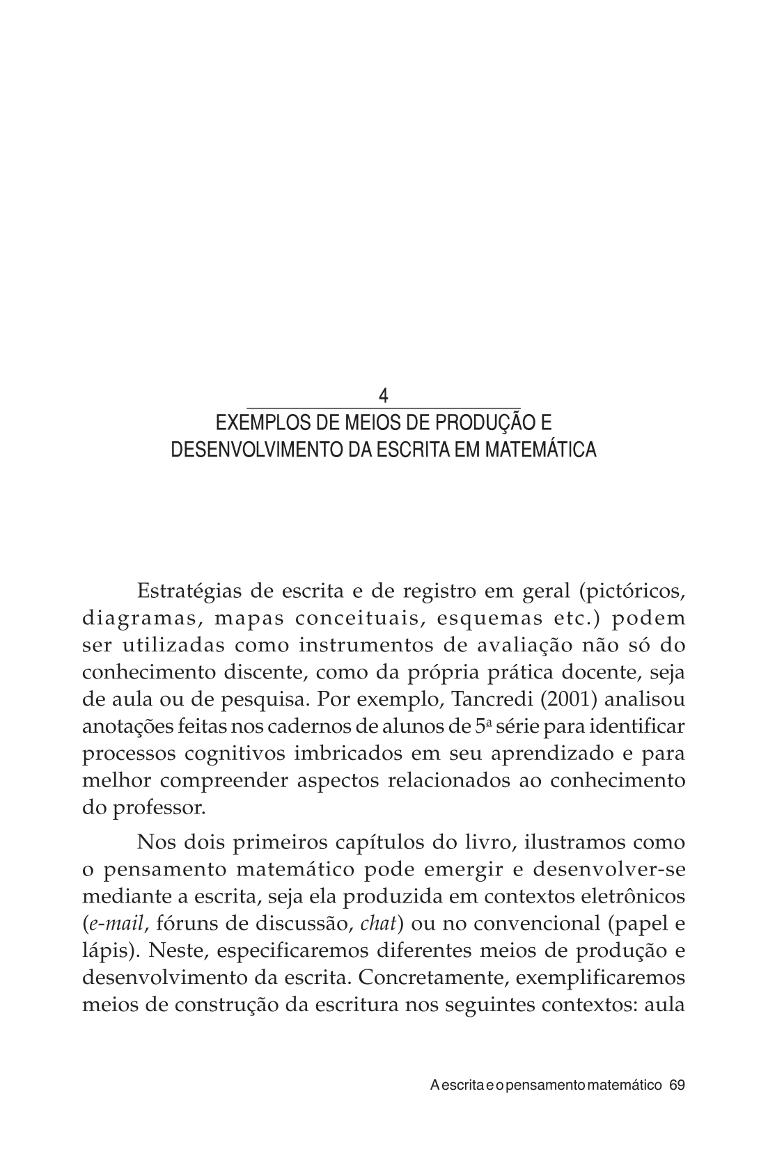 4
EXEMPLOS DE MEIOS DE PRODUÇÃO E
DESENVOLVIMENTO DA ESCRITA EM MATEMÁTICA
Estratégias de escrita e de registro em geral (pictóricos,
diagramas, mapas conceituais, esquemas etc.) podem
ser utilizadas como instrumentos de avaliação não só do
conhecimento discente, como da própria prática docente, seja
de aula ou de pesquisa. Por exemplo, Tancredi (2001) analisou
anotações feitas nos cadernos de alunos de 5ª série para identificar
processos cognitivos imbricados em seu aprendizado e para
melhor compreender aspectos relacionados ao conhecimento
do professor.
Nos dois primeiros capítulos do livro, ilustramos como
o pensamento matemático pode emergir e desenvolver-se
mediante a escrita, seja ela produzida em contextos eletrônicos
(e-mail, fóruns de discussão, chat) ou no convencional (papel e
lápis). Neste, especificaremos diferentes meios de produção e
desenvolvimento da escrita. Concretamente, exemplificaremos
meios de construção da escritura nos seguintes contextos: aula
A escrita e o pensamento matemático 69